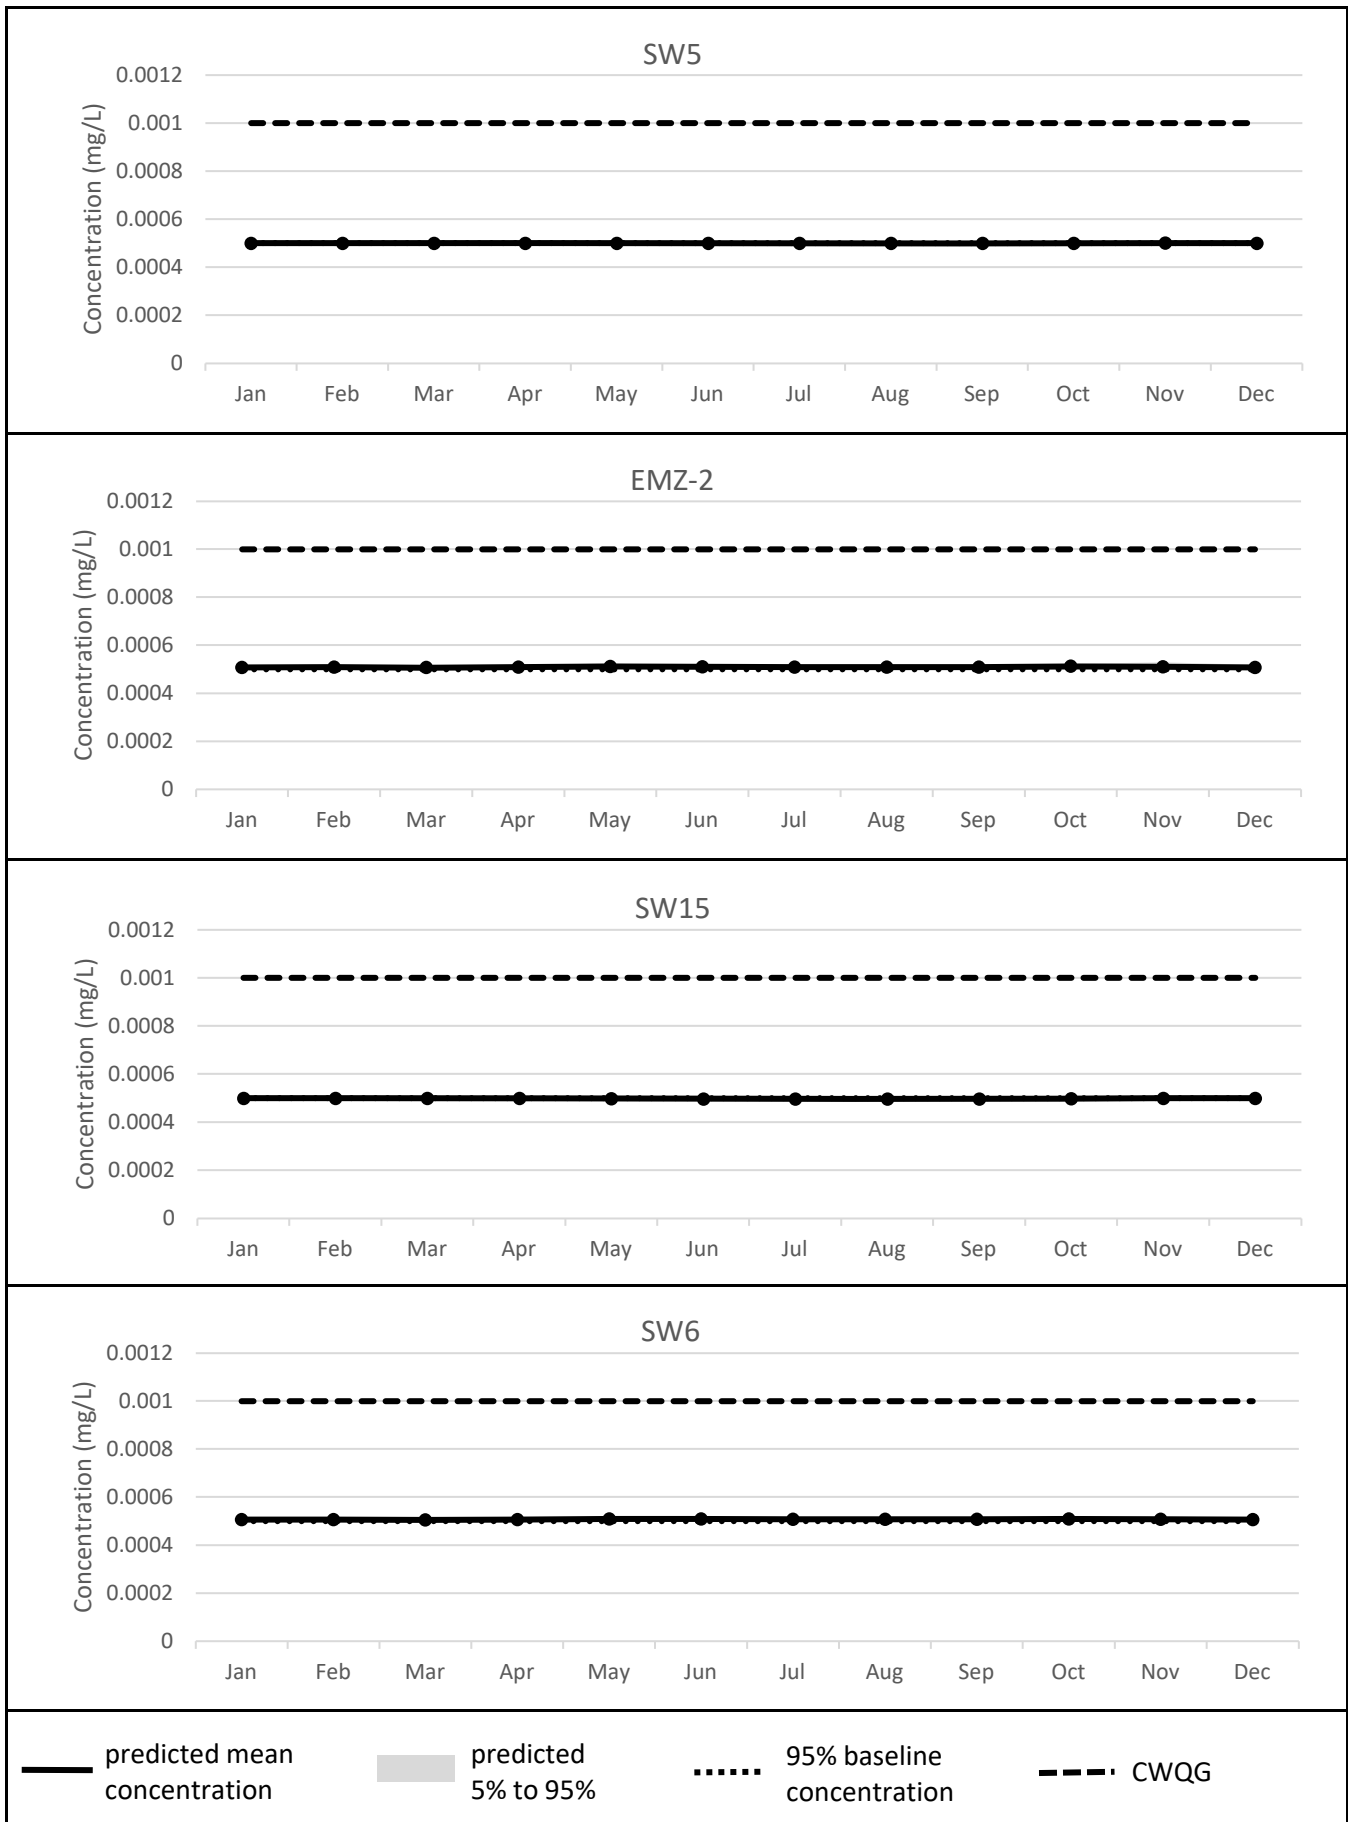 SW5
Concentration (mg/L)
0.0012
0.001
0.0008
0.0006
0.0004
0.0002
0
Jan Feb Mar Apr May Jun Jul Aug Sep Oct Nov Dec
EMZ-2
Concentration (mg/L)
0.0012
0.001
0.0008
0.0006
0.0004
0.0002
0
Jan Feb Mar Apr May Jun Jul Aug Sep Oct Nov Dec
SW15
Concentration (mg/L)
0.0012
0.001
0.0008
0.0006
0.0004
0.0002
0
Jan Feb Mar Apr May Jun Jul Aug Sep Oct Nov Dec
SW6
Concentration (mg/L)
0.0012
0.001
0.0008
0.0006
0.0004
0.0002
0
Jan Feb Mar Apr May Jun Jul Aug Sep Oct Nov Dec
predicted mean
concentration
predicted
5% to 95%
95% baseline
concentration
CWQG